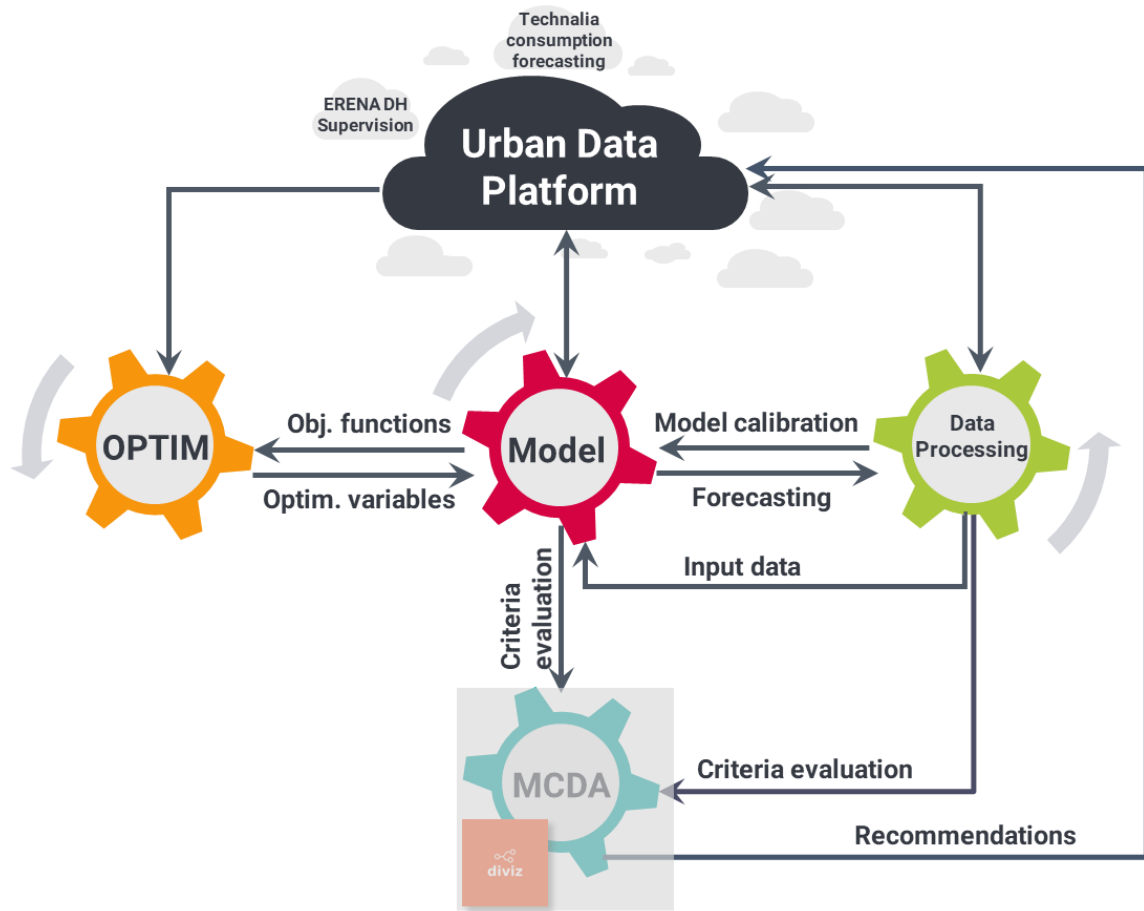 Technalia
consumption
forecasting
ERENA DH
Supervision
Urban Data
Platform
OPTIM
Obj. functions
Optim. variables
Model
Model calibration
Forecasting
Data
Processing
Input data
Criteria
evaluation
MCDA
diviz
Criteria evaluation
Recommendations